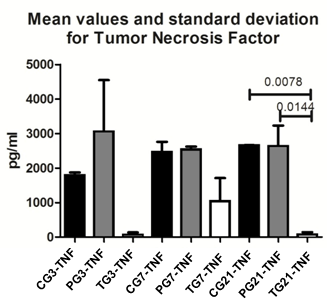 Mean values and standard deviation
for Tumor Necrosis Factor
pg/ml
5000
4000
3000
2000
1000
0
0.0078
0.0144
CG3-TNF
PG3-TNF
TG3-TNF
CG7-TNF
PG7-TNF
TG7-TNF
CG21-TNF
PG21-TNF
TG21-TNF